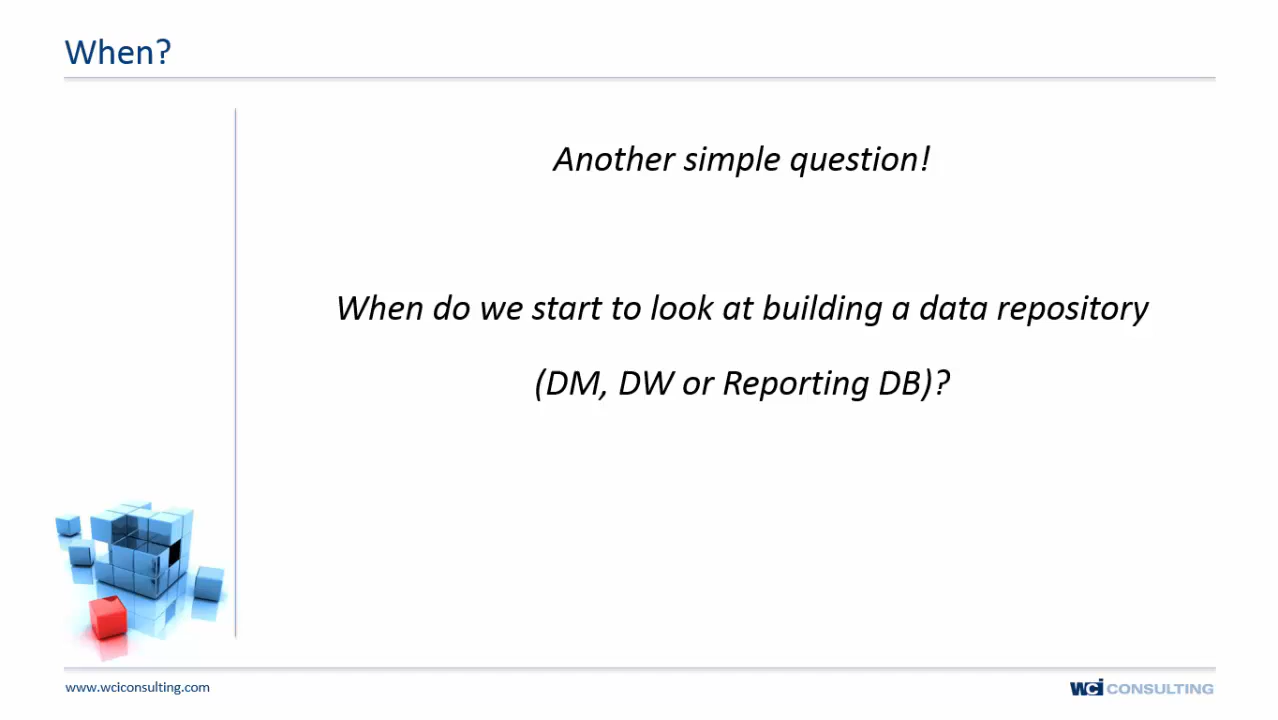 When?
Another simple question!
When do we start to look at building a data repository
(DM, DW or Reporting DB)?
www.wciconsulting.com
wci CONSULTING